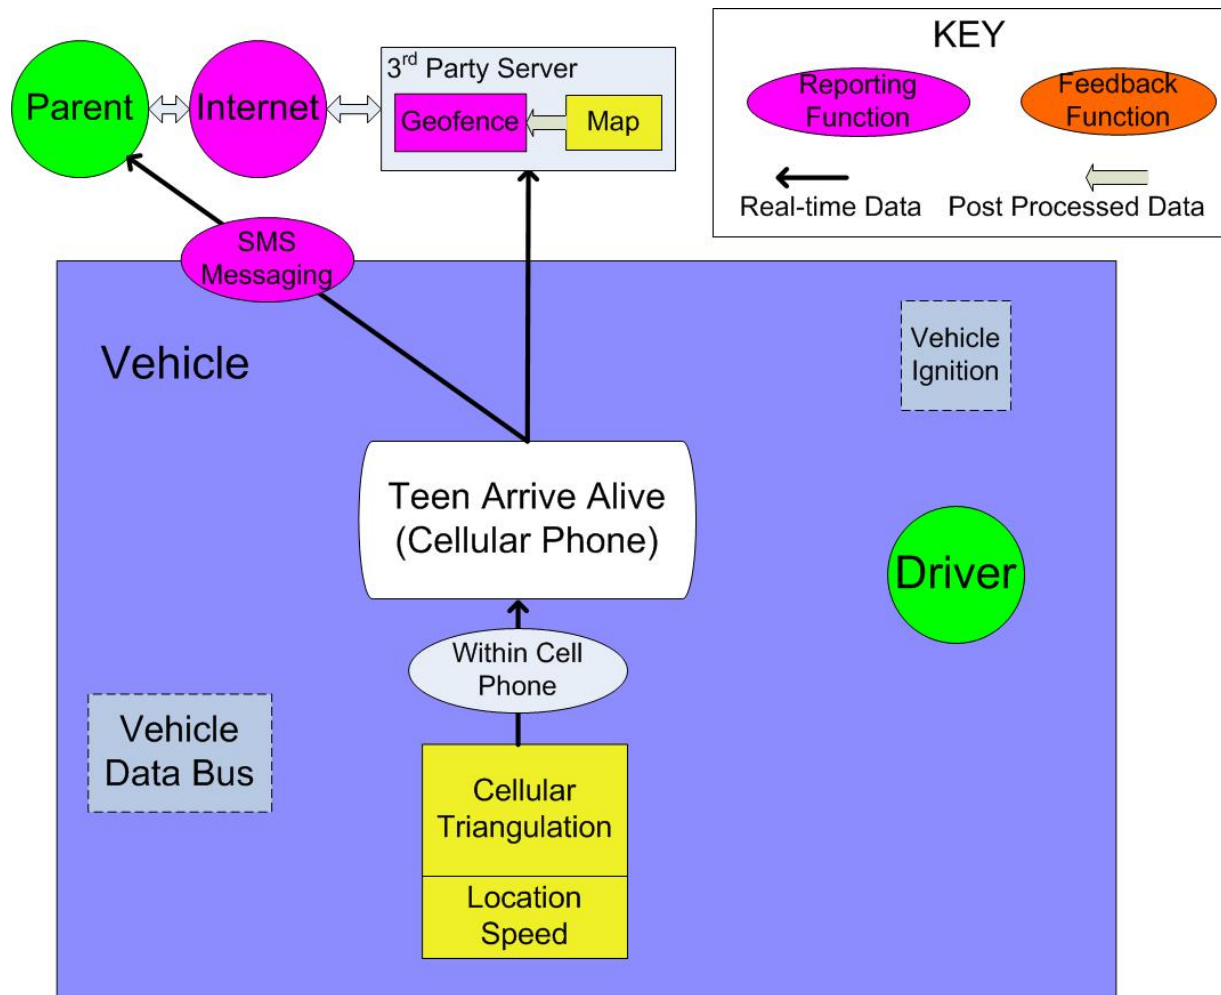 Parent
Internet
3rd Party Server
Geofence
Map
KEY
Reporting
Function
Feedback
Function
Real-time Data
Post Processed Data
SMS
Messaging
Vehicle
Vehicle
Ignition
Teen Arrive Alive
(Cellular Phone)
Driver
Within Cell
Phone
Vehicle
Data Bus
Cellular
Triangulation
Location
Speed